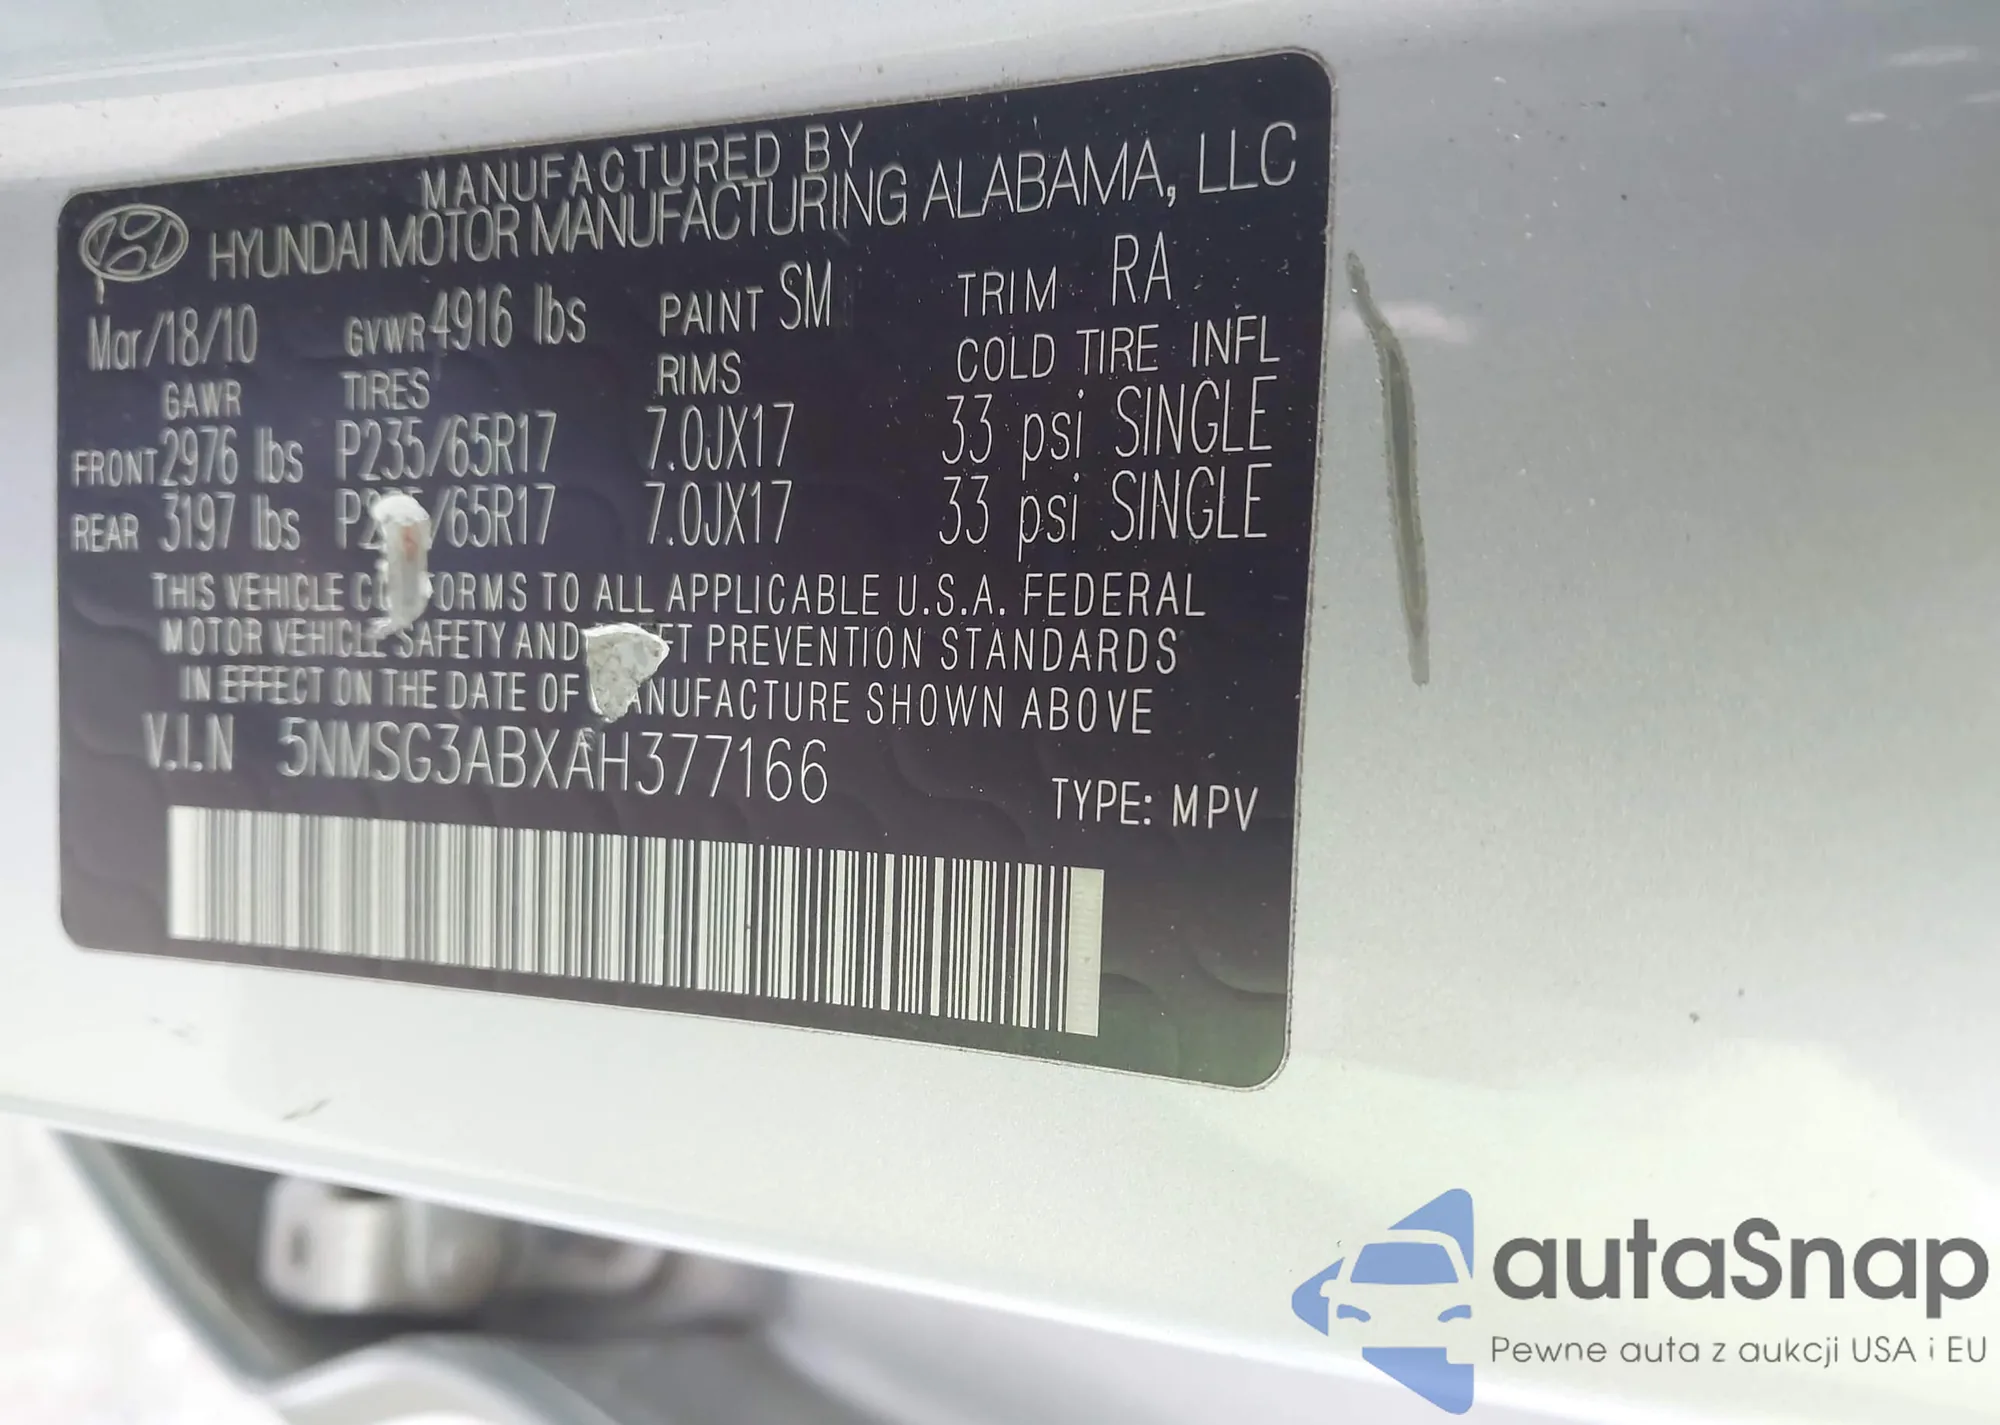 MANUFACTURED BY
HYUNDAI MOTOR MANUFACTURING ALABAMA, LLC
Mar/18/10 GVWR 4916 lbs PAINT SM TRIM RA
GAWR TIRES RIMS COLD TIRE INFL
FRONT 2976 lbs P235/65R17 7.0JX17 33 psi SINGLE
REAR 3197 lbs /65R17 7.0JX17 33 psi SINGLE
THIS VEHICLE TO ALL APPLICABLE U.S.A. FEDERAL
MOTOR VEHICLE SAFETY AND PREVENTION STANDARDS
IN EFFECT ON THE DATE OF MANUFACTURE SHOWN ABOVE
V.I.N 5NMSG3ABXAH377166
TYPE: MPV
autaSnap
Pewne auta z aukcji USA i EU